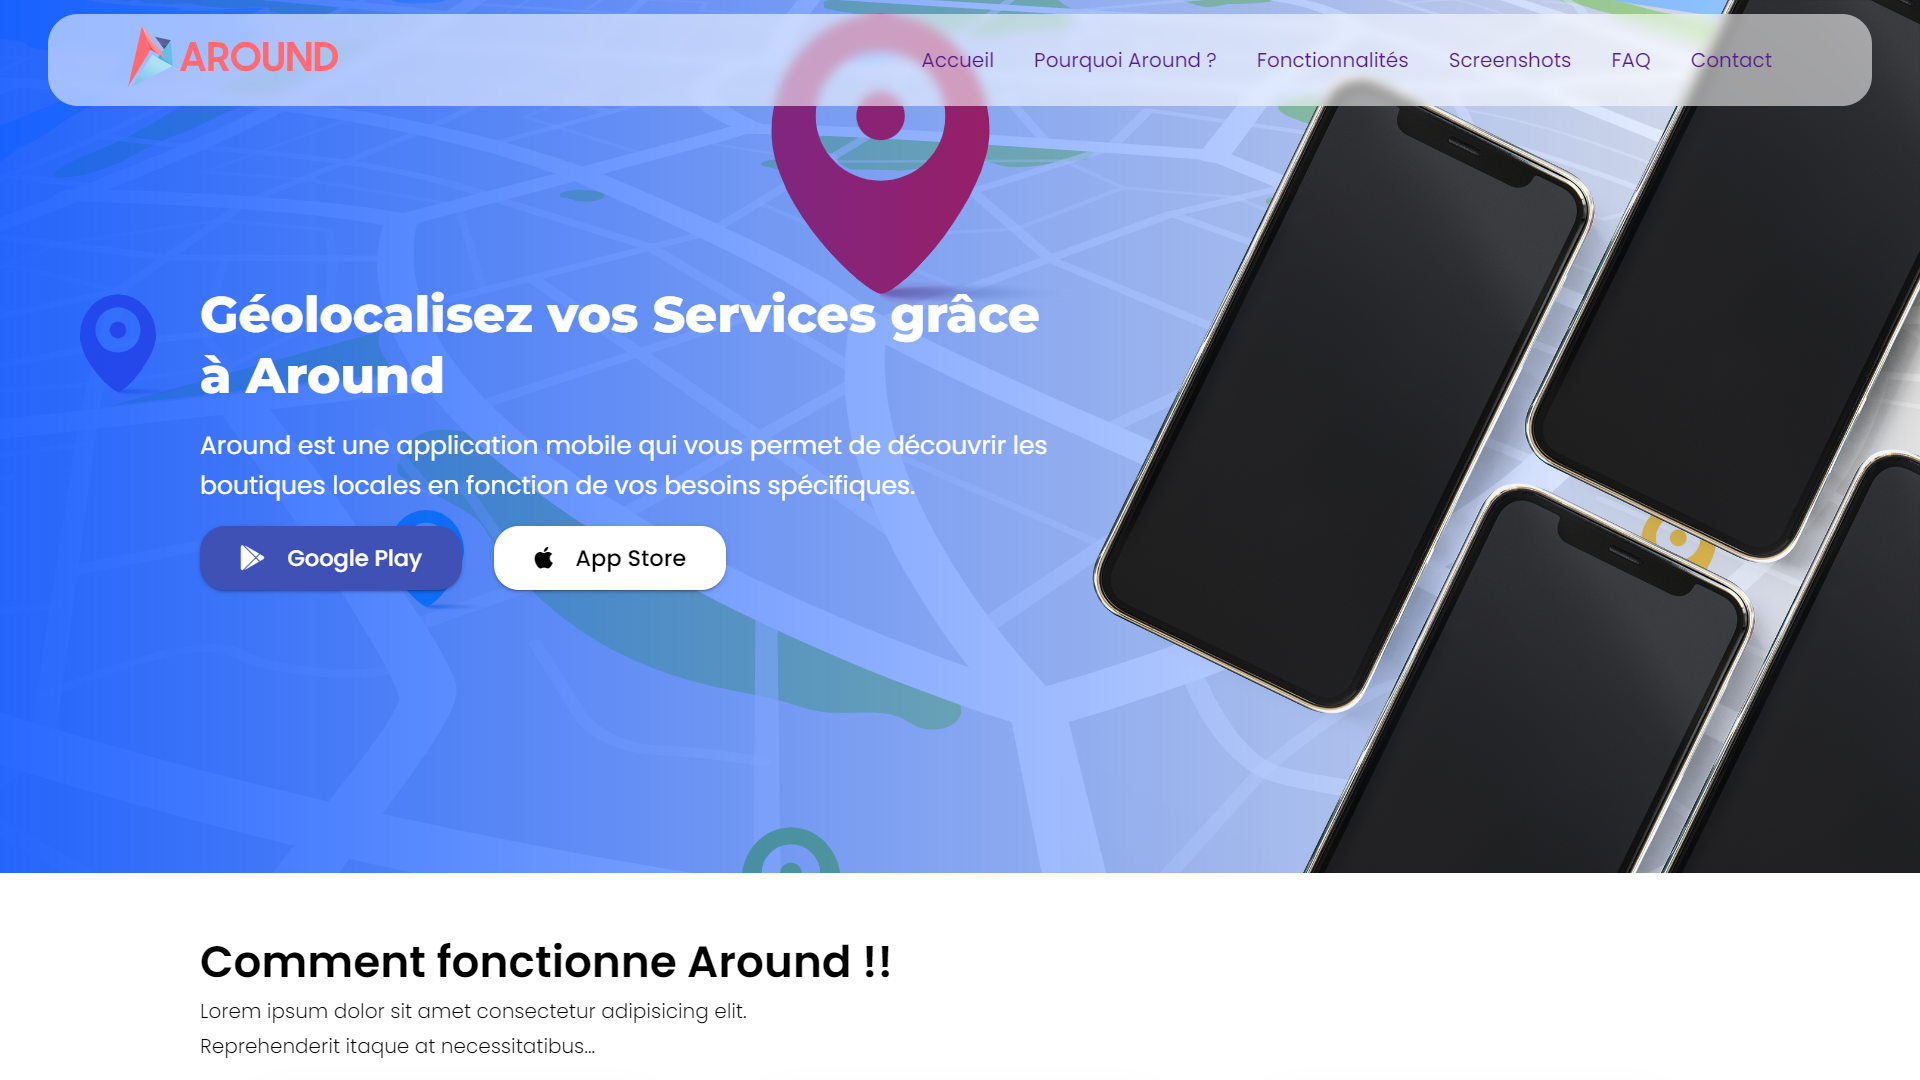 AROUND
Accueil
Pourquoi Around ?
Fonctionnalités
Screenshots
FAQ
Contact
Géolocalisez vos Services grâce
à Around
Around est une application mobile qui vous permet de découvrir les
boutiques locales en fonction de vos besoins spécifiques.
Google Play
App Store
Comment fonctionne Around !!
Lorem ipsum dolor sit amet consectetur adipisicing elit.
Reprehenderit itaque at necessitatibus...